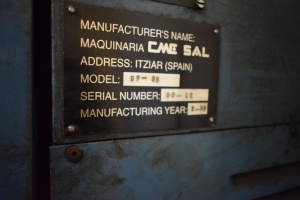 MANUFACTURER'S NAME:
MAQUINARIA CME SAL
ADDRESS: ITZIAR (SPAIN)
MODEL:
SERIAL NUMBER:
MANUFACTURING YEAR: